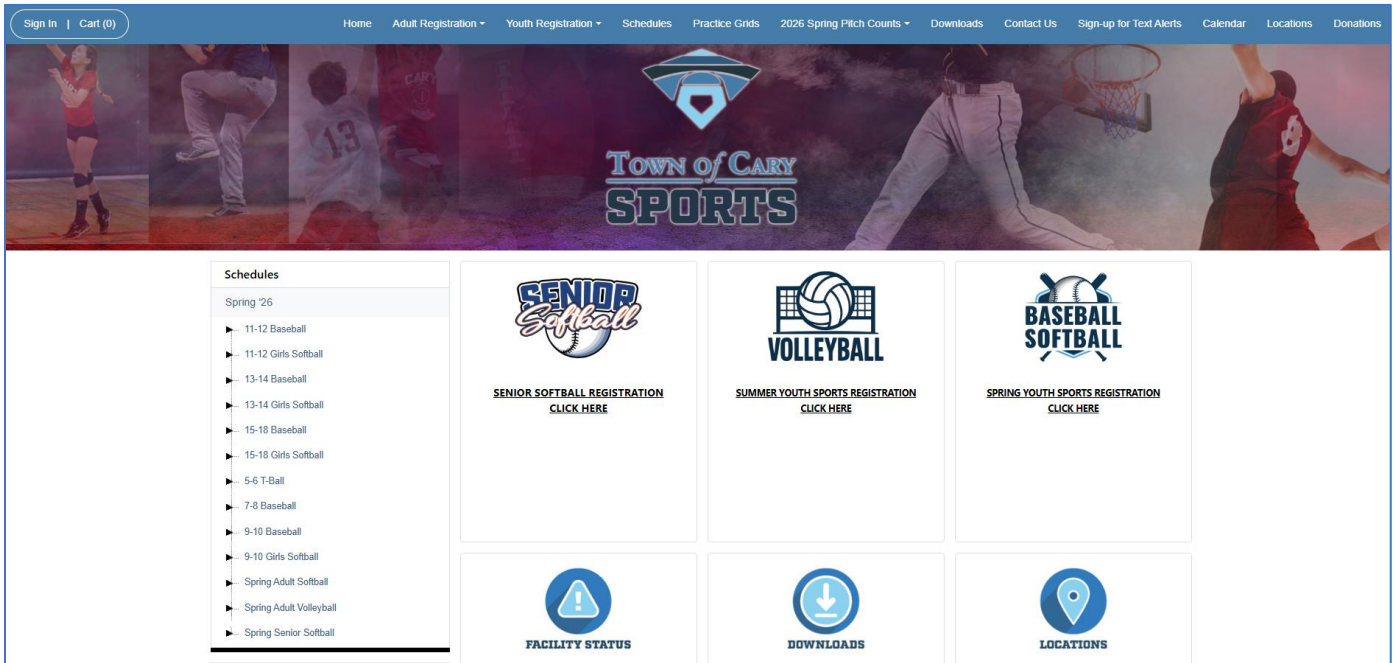 Sign In | Cart (0)
Home Adult Registration Youth Registration Schedules Practice Grids 2026 Spring Pitch Counts Downloads Contact Us Sign-up for Text Alerts Calendar Locations Donations
CARY
13
8
TOWN of CARY
SPORTS
Schedules
Spring '26
11-12 Baseball
11-12 Girls Softball
13-14 Baseball
13-14 Girls Softball
15-18 Baseball
15-18 Girls Softball
5-6 T-Ball
7-8 Baseball
9-10 Baseball
9-10 Girls Softball
Spring Adult Softball
Spring Adult Volleyball
Spring Senior Softball
SENIOR
Softball
SENIOR SOFTBALL REGISTRATION
CLICK HERE
VOLLEYBALL
SUMMER YOUTH SPORTS REGISTRATION
CLICK HERE
BASEBALL
SOFTBALL
SPRING YOUTH SPORTS REGISTRATION
CLICK HERE
FACILITY STATUS
DOWNLOADS
LOCATIONS